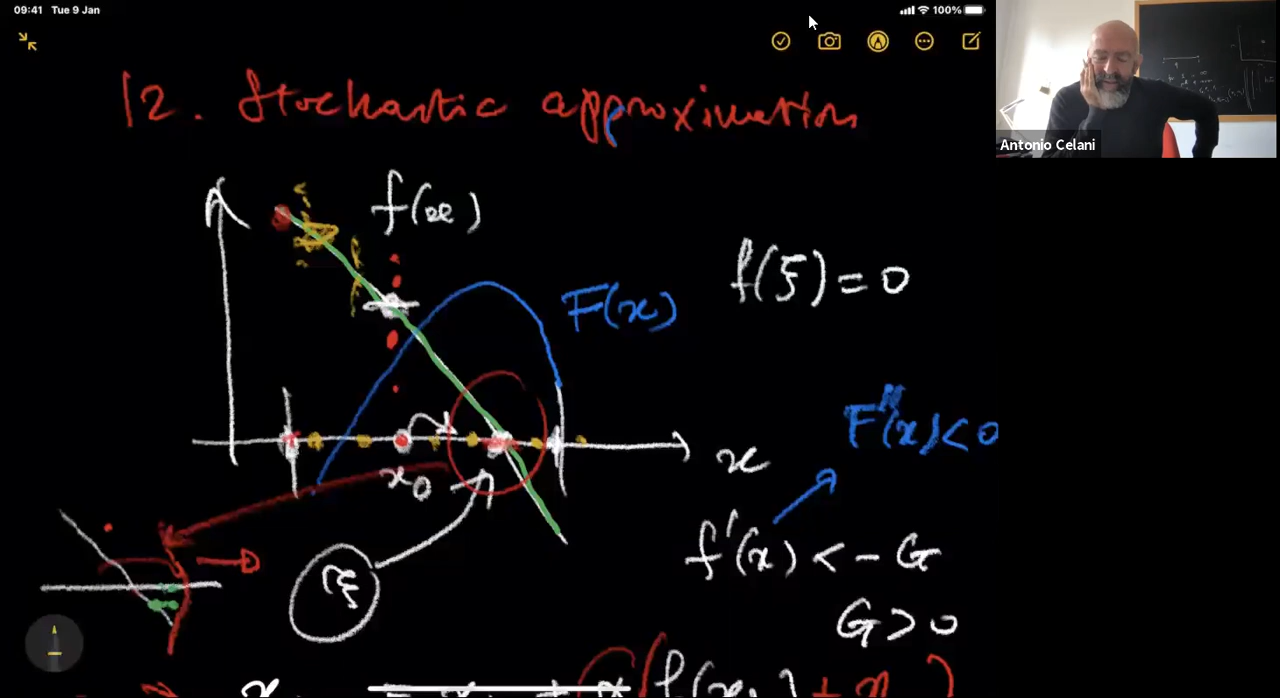 09:41 Tue 9 Jan
100%
12. Stochastic approximation
Antonio Celani
f(x)
f(ξ) = 0
F(x)
F''(x) < 0
x
x₀
f'(x) < - G
ξ
G > 0